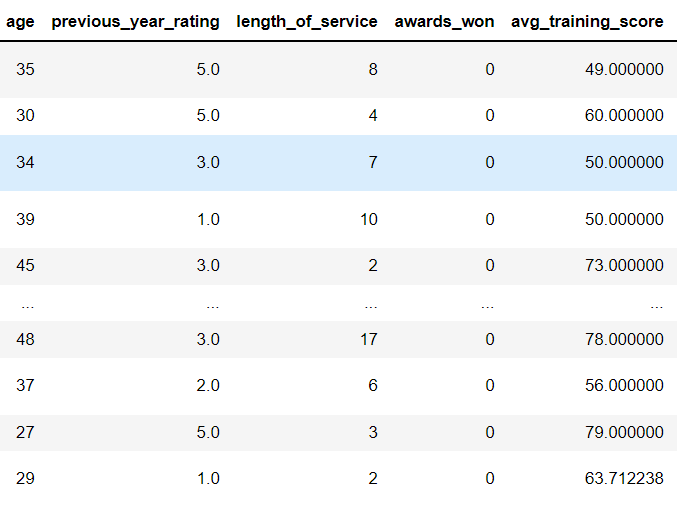 age previous_year_rating length_of_service awards_won avg_training_score
35 5.0 8 0 49.000000
30 5.0 4 0 60.000000
34 3.0 7 0 50.000000
39 1.0 10 0 50.000000
45 3.0 2 0 73.000000
... ... ... ... ...
48 3.0 17 0 78.000000
37 2.0 6 0 56.000000
27 5.0 3 0 79.000000
29 1.0 2 0 63.712238